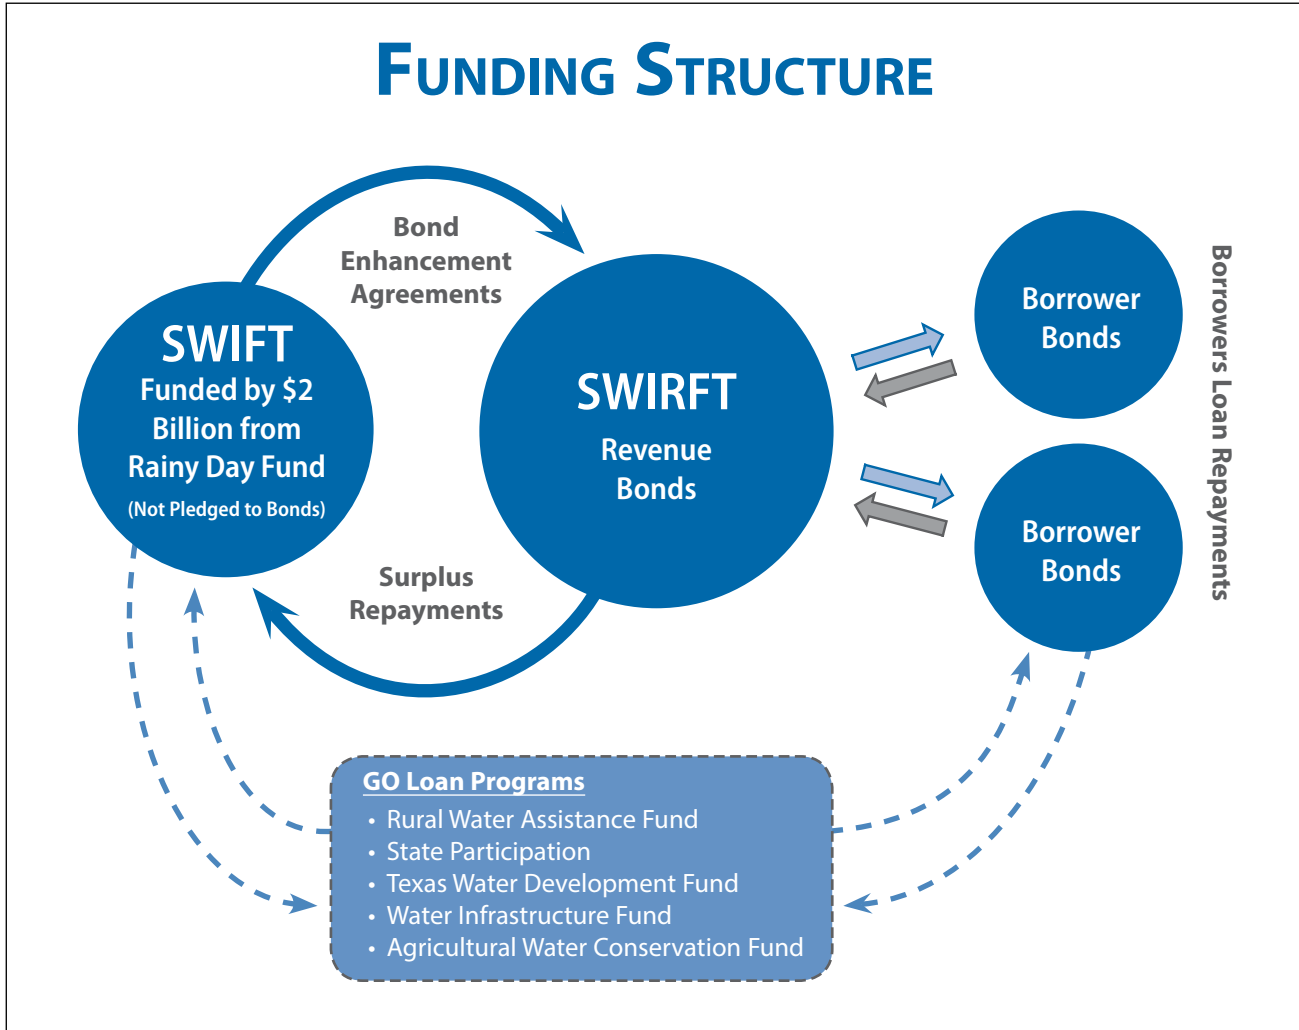 FUNDING STRUCTURE
Bond
Enhancement
Agreements
SWIFT
Funded by $2
Billion from
Rainy Day Fund
(Not Pledged to Bonds)
SWIRFT
Revenue
Bonds
Borrower
Bonds
Borrower
Bonds
Borrowers Loan Repayments
Surplus
Repayments
GO Loan Programs
• Rural Water Assistance Fund
• State Participation
• Texas Water Development Fund
• Water Infrastructure Fund
• Agricultural Water Conservation Fund